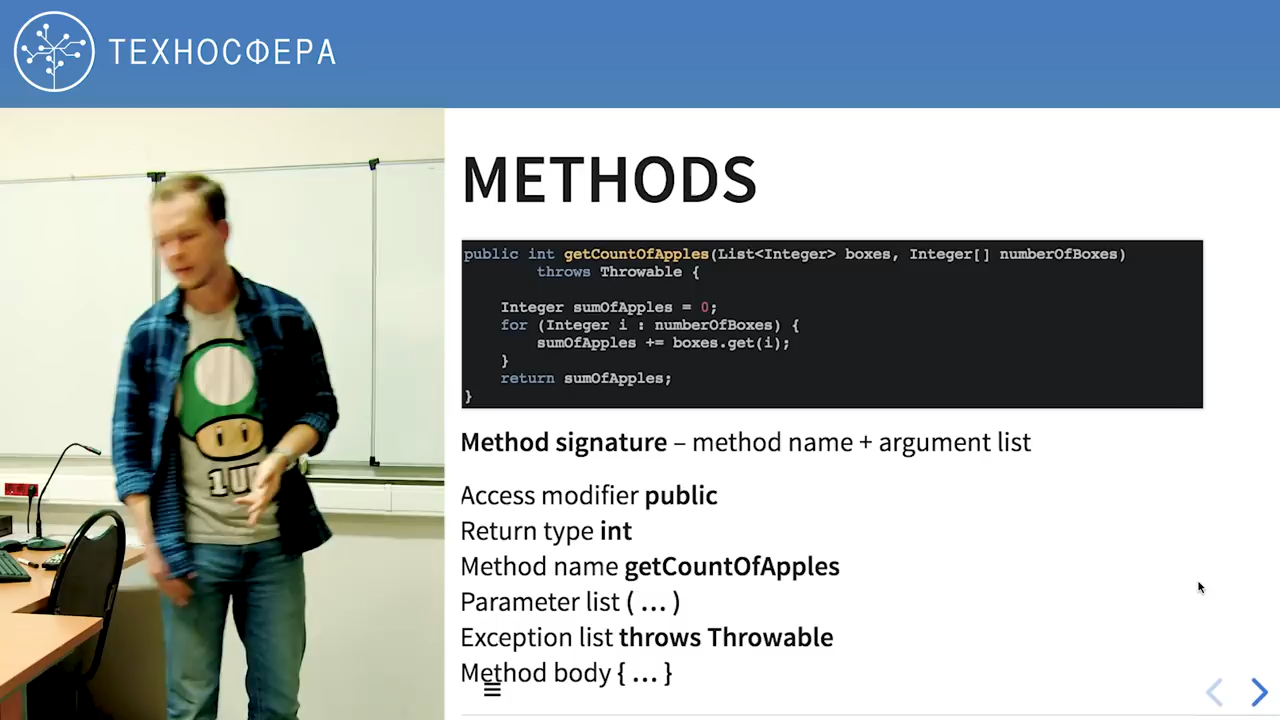 ТЕХНОСФЕРА
METHODS
public int getCountOfApples(List<Integer> boxes, Integer[] numberOfBoxes)
throws Throwable {
Integer sumOfApples = 0;
for (Integer i : numberOfBoxes) {
sumOfApples += boxes.get(i);
}
return sumOfApples;
}
Method signature – method name + argument list
Access modifier public
Return type int
Method name getCountOfApples
Parameter list ( ... )
Exception list throws Throwable
Method body { ... }
1UP